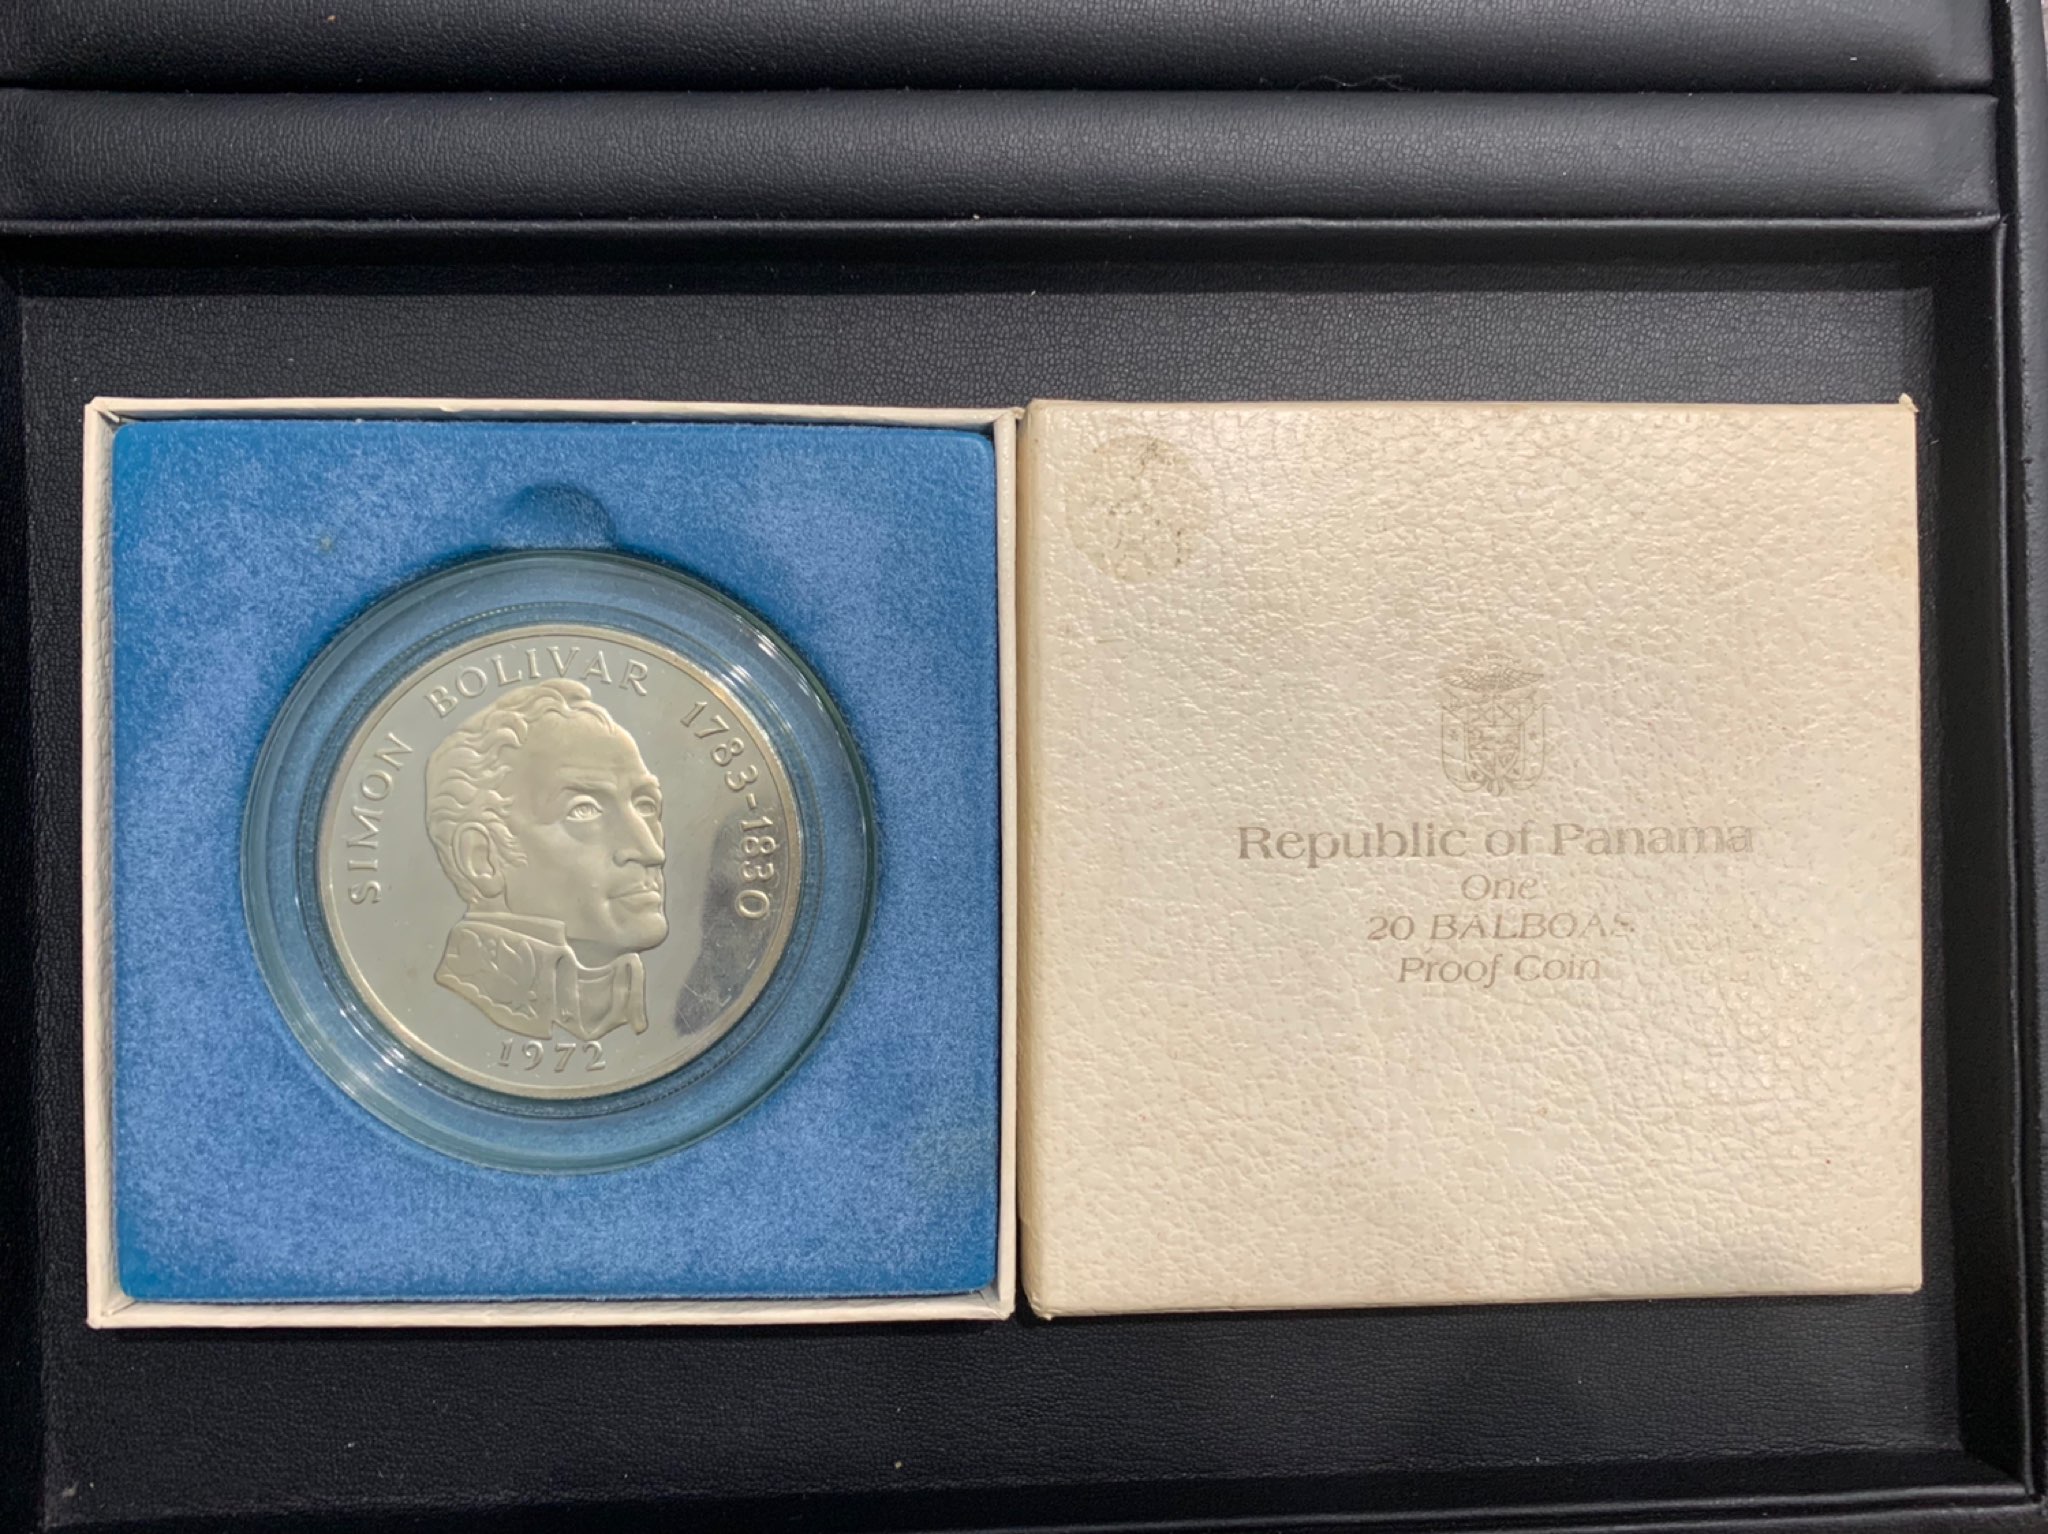 SIMON BOLIVAR 1783-1830
1972
Republic of Panama
One
20 BALBOAS
Proof Coin